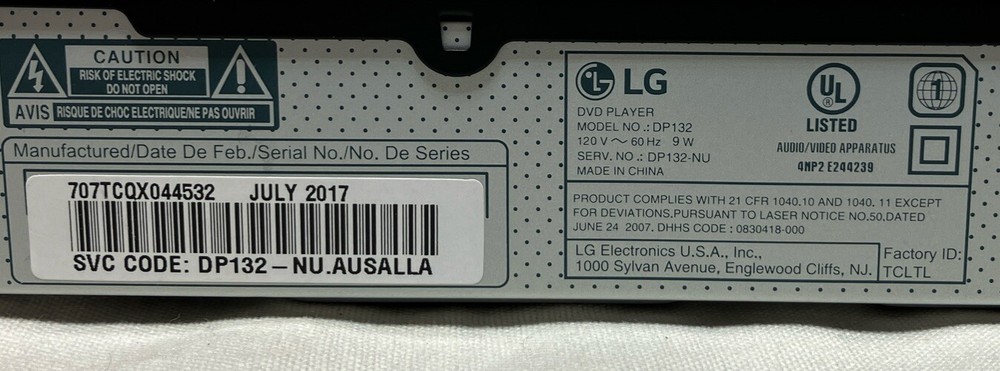 CAUTION
RISK OF ELECTRIC SHOCK
DO NOT OPEN
AVIS RISQUE DE CHOC ELECTRIQUE/NE PAS OUVRIR
Manufactured/Date De Feb./Serial No./No. De Series
707TCQX044532 JULY 2017
SVC CODE: DP132-NU.AUSALLA
LG
DVD PLAYER
MODEL NO.: DP132
120 V ~ 60 Hz 9 W
SERV. NO.: DP132-NU
MADE IN CHINA
UL
®
LISTED
AUDIO/VIDEO APPARATUS
4MP2 E244239
1
PRODUCT COMPLIES WITH 21 CFR 1040.10 AND 1040. 11 EXCEPT
FOR DEVIATIONS.PURSUANT TO LASER NOTICE NO.50.DATED
JUNE 24 2007. DHHS CODE : 0830418-000
LG Electronics U.S.A., Inc.,
1000 Sylvan Avenue, Englewood Cliffs, NJ.
Factory ID:
TCLTL